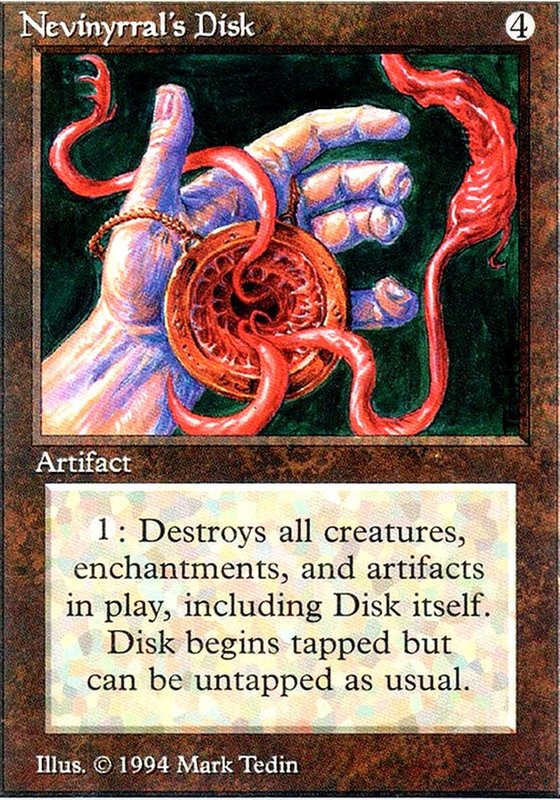 Nevinyrral's Disk 4
Artifact
1: Destroys all creatures,
enchantments, and artifacts
in play, including Disk itself.
Disk begins tapped but
can be untapped as usual.
Illus. © 1994 Mark Tedin